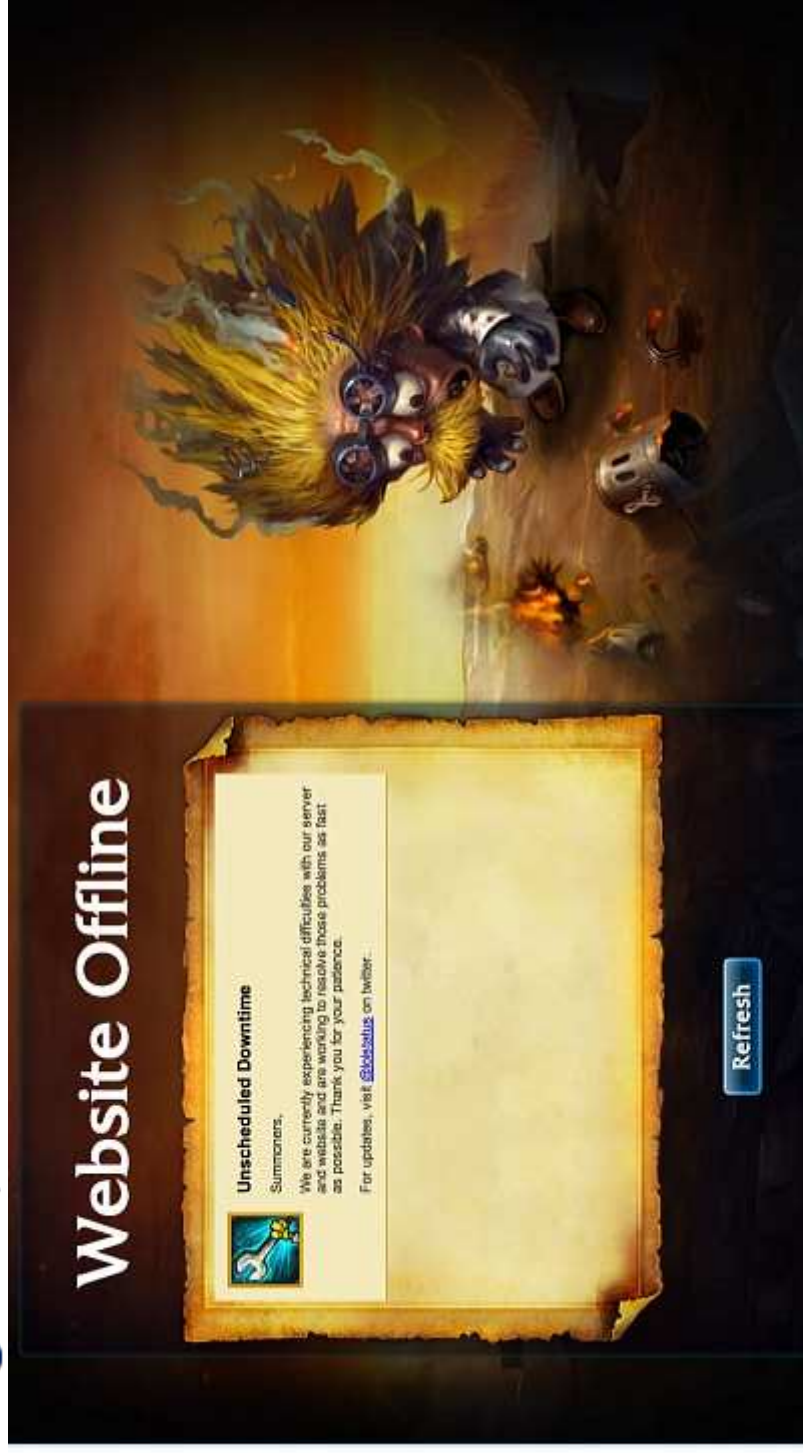 Website Offline
Unscheduled Downtime
Summoners,
We are currently experiencing technical difficulties with our server
and website and are working to resolve those problems as fast
as possible. Thank you for your patience.
For updates, visit @lolstatus on twitter.
Refresh